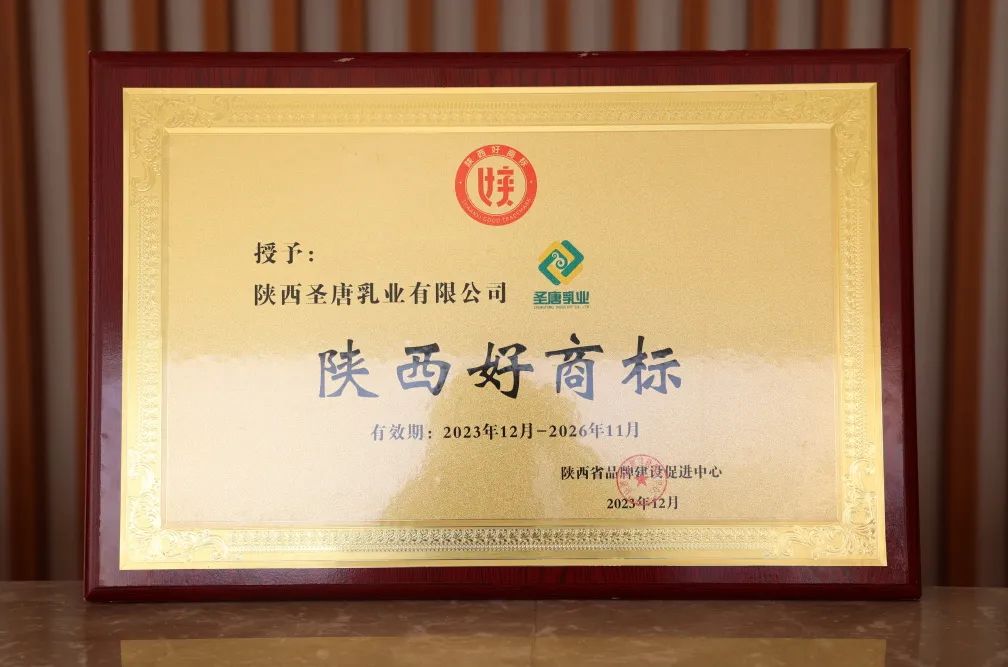 陕西好商标
SHAANXI GOOD TRADEMARK
授予：
陕西圣唐乳业有限公司
圣唐乳业
陕西好商标
有效期：2023年12月-2026年11月
陕西省品牌建设促进中心
2023年12月